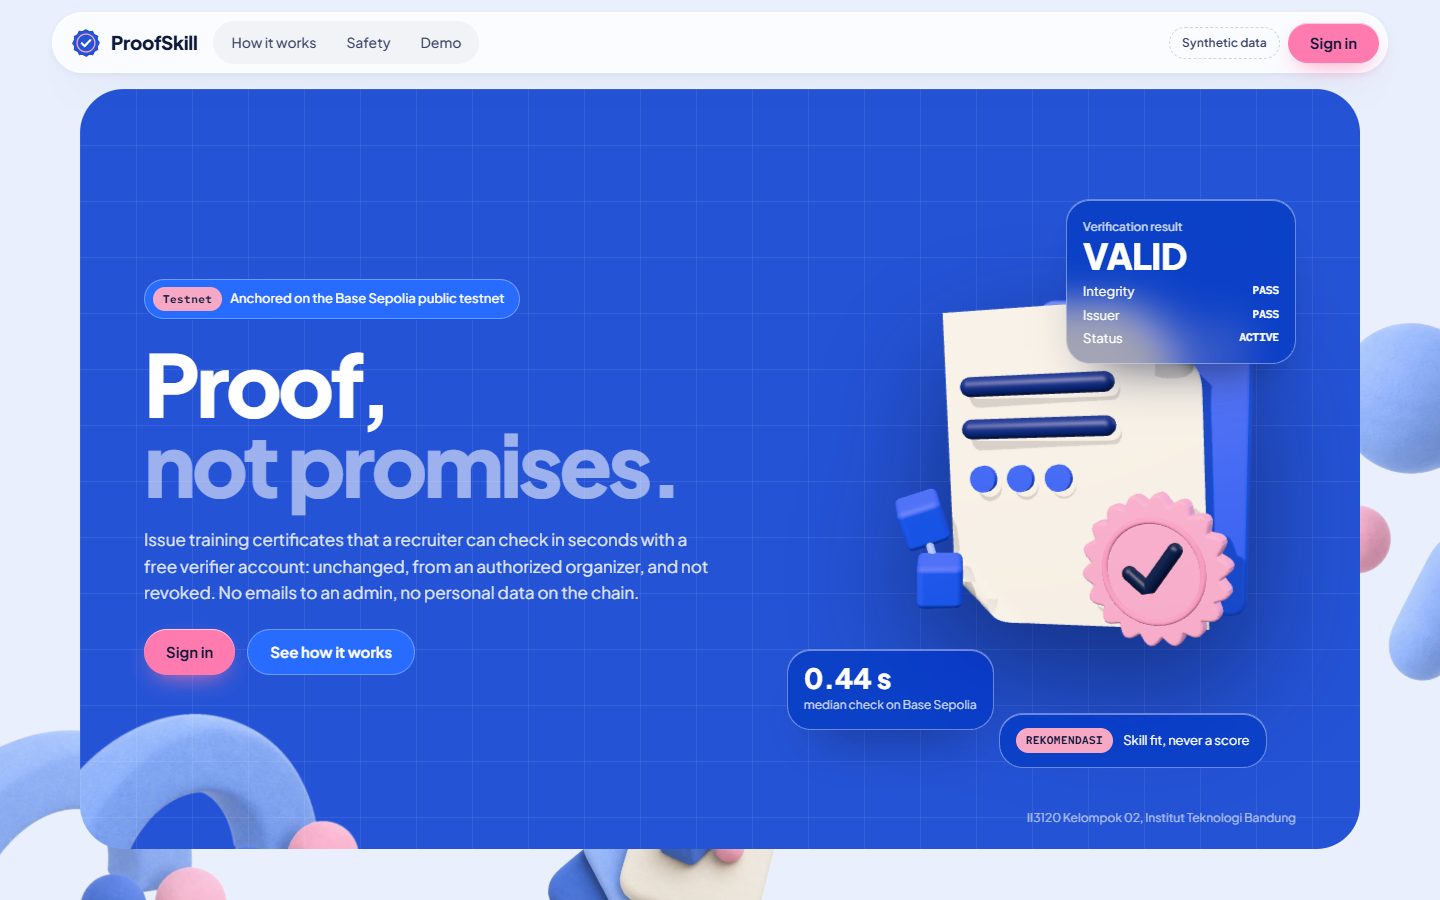 ProofSkill
How it works
Safety
Demo
Synthetic data
Sign in
Testnet
Anchored on the Base Sepolia public testnet
Proof,
not promises.
Issue training certificates that a recruiter can check in seconds with a
free verifier account: unchanged, from an authorized organizer, and not
revoked. No emails to an admin, no personal data on the chain.
Sign in
See how it works
Verification result
VALID
Integrity PASS
Issuer PASS
Status ACTIVE
0.44 s
median check on Base Sepolia
REKOMENDASI
Skill fit, never a score
II3120 Kelompok 02, Institut Teknologi Bandung